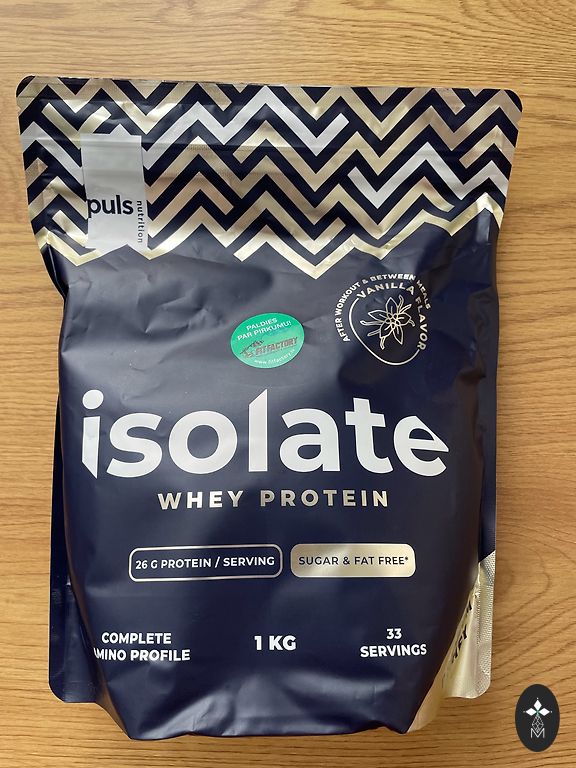 puls
nutrition
AFTER WORKOUT & BETWEEN MEALS
VANILLA FLAVOR
PALDIES
PAR PIRKUMU!
FITFACTORY
isolate
WHEY PROTEIN
26 G PROTEIN / SERVING
SUGAR & FAT FREE*
COMPLETE
AMINO PROFILE
1 KG
33
SERVINGS
M